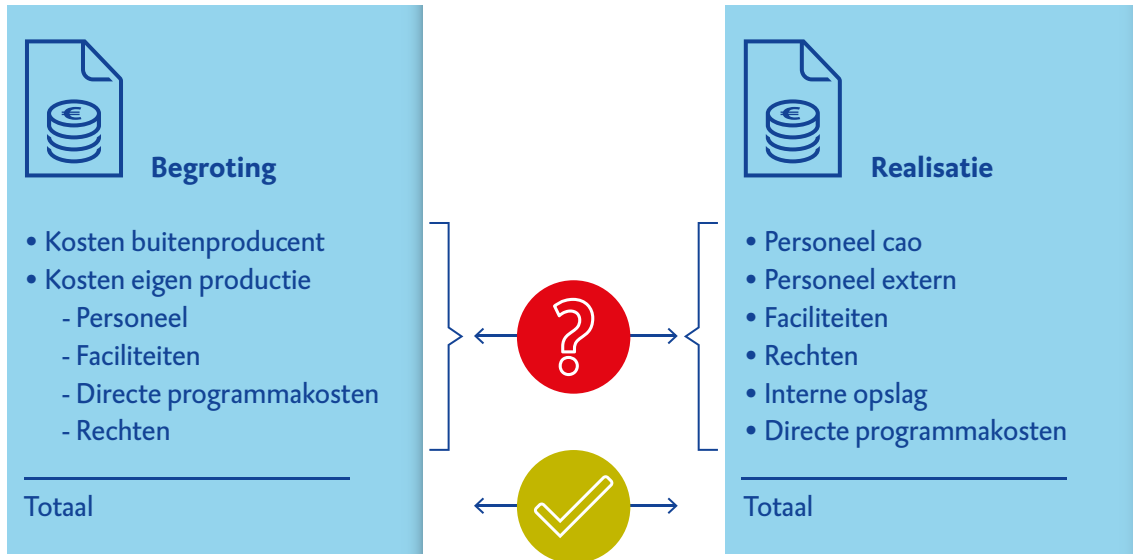 Begroting
• Kosten buitenproducent
• Kosten eigen productie
- Personeel
- Faciliteiten
- Directe programmakosten
- Rechten
Totaal
?
Realisatie
• Personeel cao
• Personeel extern
• Faciliteiten
• Rechten
• Interne opslag
• Directe programmakosten
Totaal